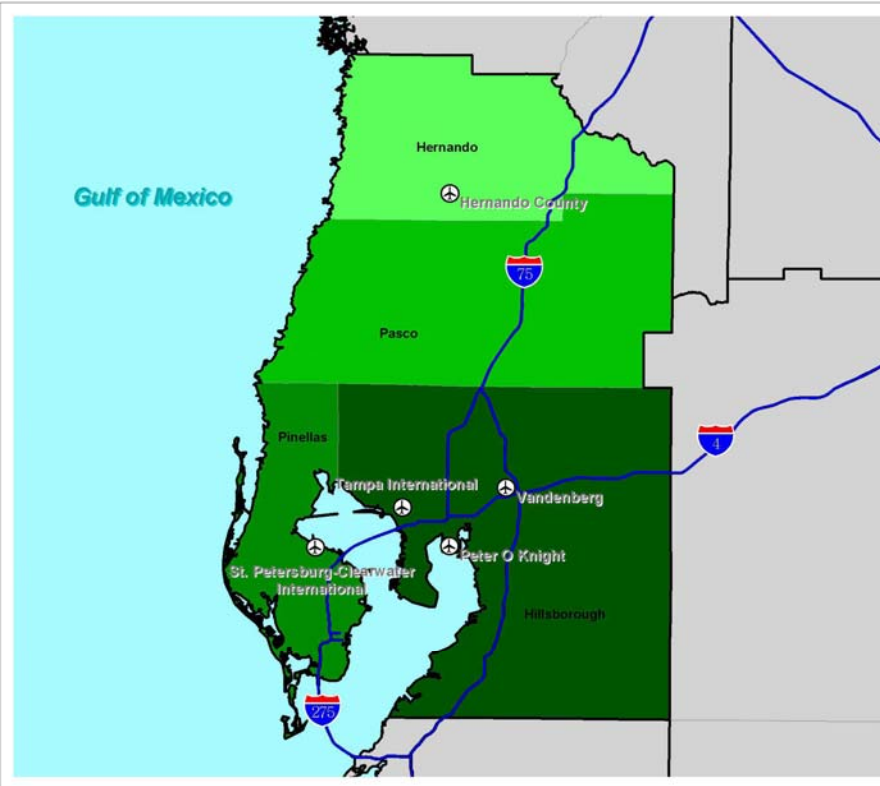 Hernando
Gulf of Mexico
Hernando County
75
Pasco
Pinellas
4
Tampa International
Vandenberg
Peter O Knight
St. Petersburg-Clearwater
International
Hillsborough
275